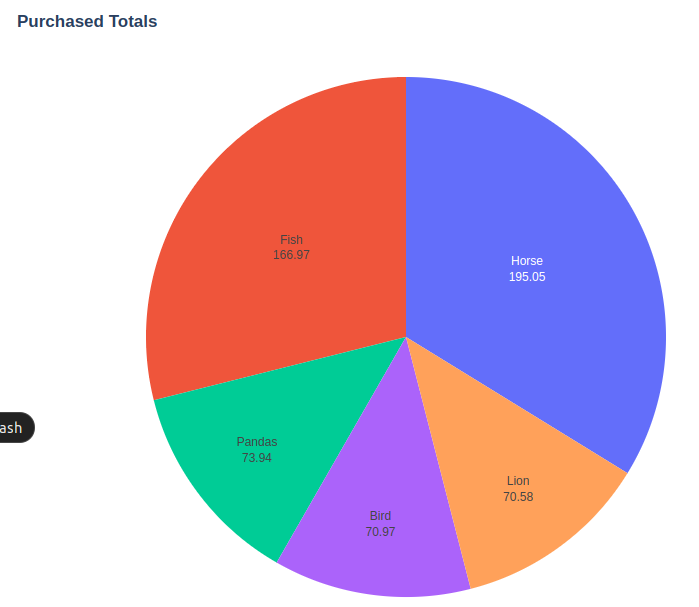 Purchased Totals
Fish
166.97
Horse
195.05
ash
Pandas
73.94
Lion
70.58
Bird
70.97